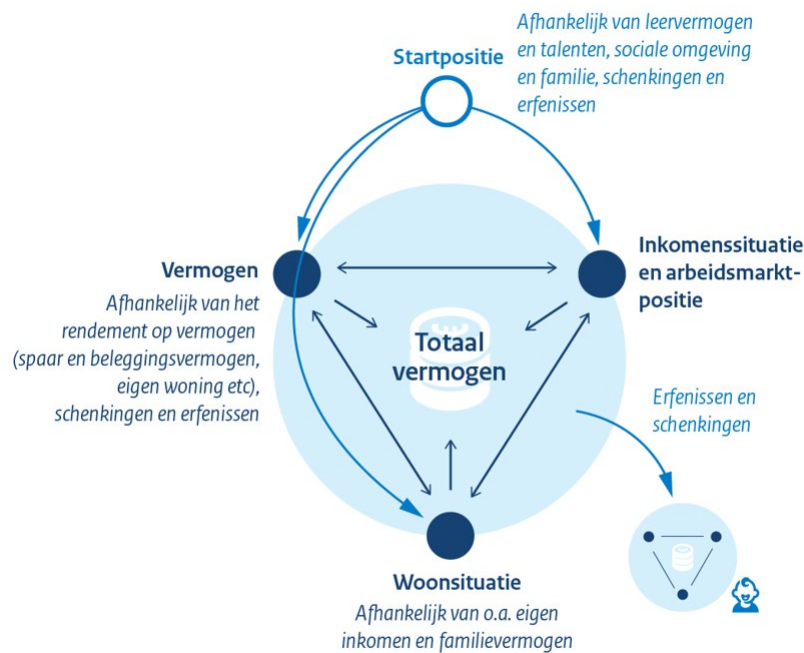 Startpositie
Afhankelijk van leervermogen
en talenten, sociale omgeving
en familie, schenkingen en
erfenissen
Vermogen
Afhankelijk van het
rendement op vermogen
(spaar en beleggingsvermogen,
eigen woning etc),
schenkingen en erfenissen
Inkomenssituatie
en arbeidsmarkt-
positie
Totaal
vermogen
Erfenissen en
schenkingen
Woonsituatie
Afhankelijk van o.a. eigen
inkomen en familievermogen